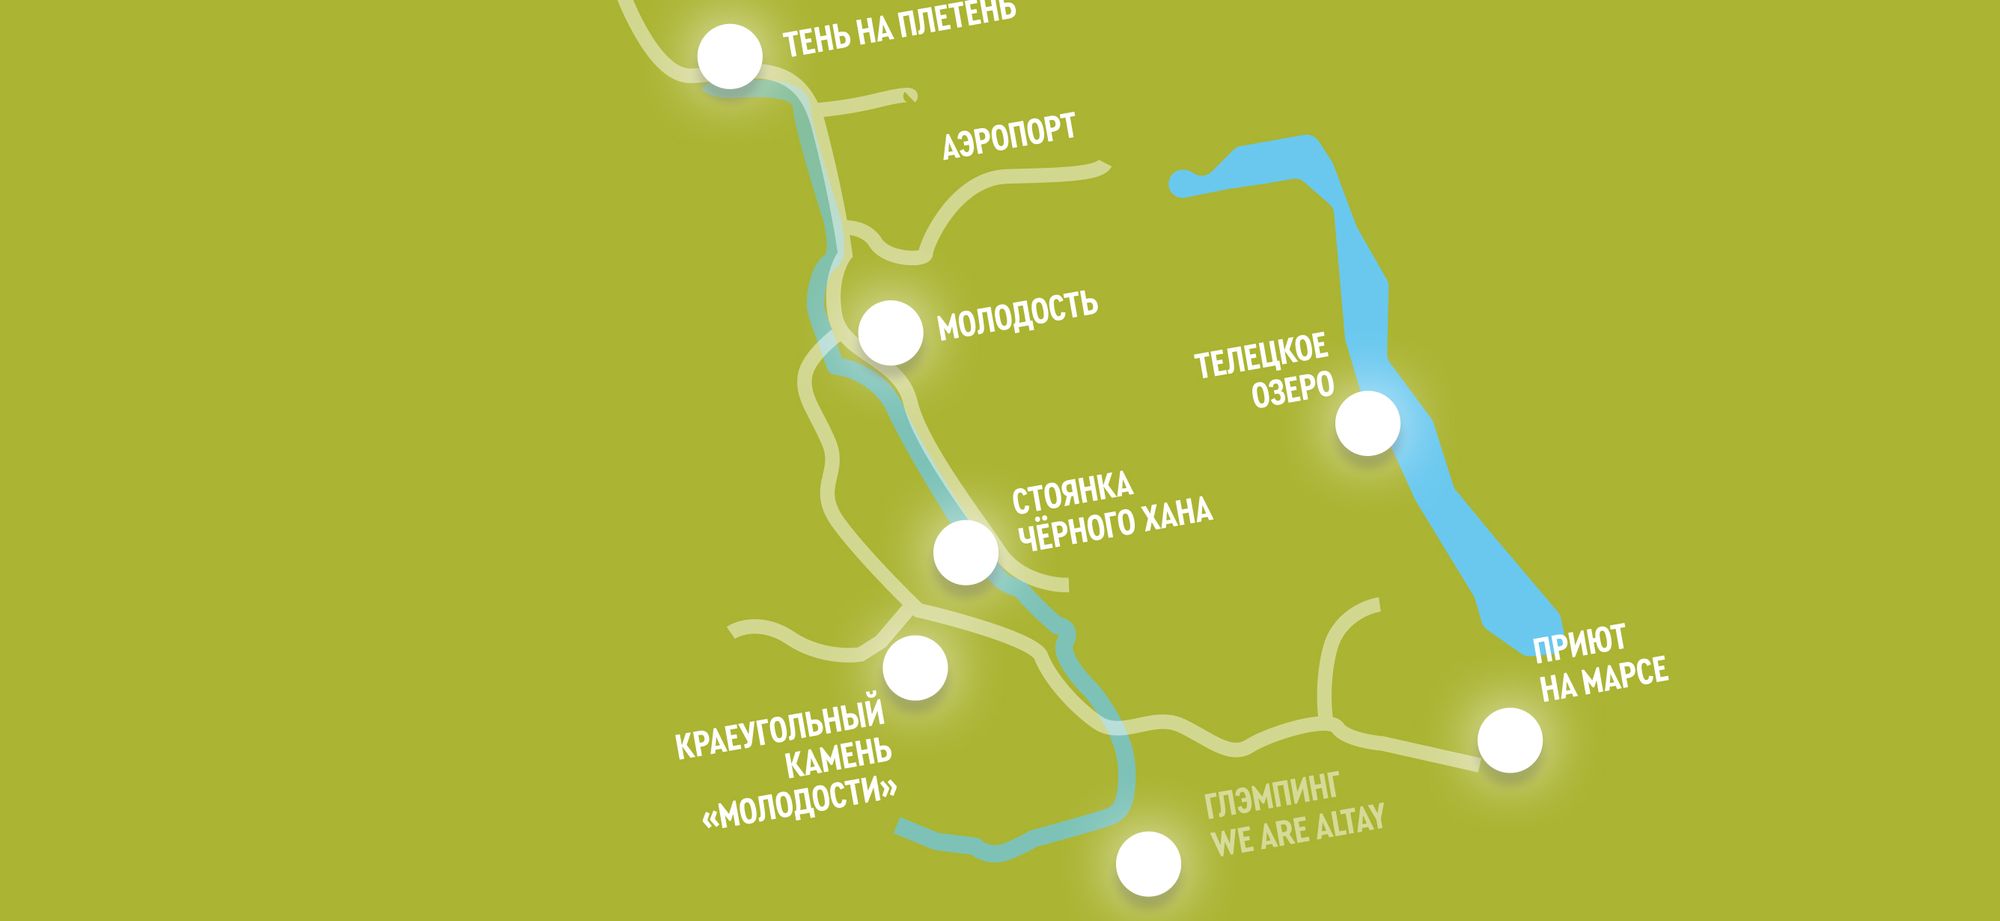 ТЕНЬ НА ПЛЕТЕНЬ
АЭРОПОРТ
МОЛОДОСТЬ
ТЕЛЕЦКОЕ
ОЗЕРО
СТОЯНКА
ЧЁРНОГО ХАНА
ПРИЮТ
НА МАРСЕ
КРАЕУГОЛЬНЫЙ
КАМЕНЬ
«МОЛОДОСТИ»
ГЛЭМПИНГ
WE ARE ALTAY